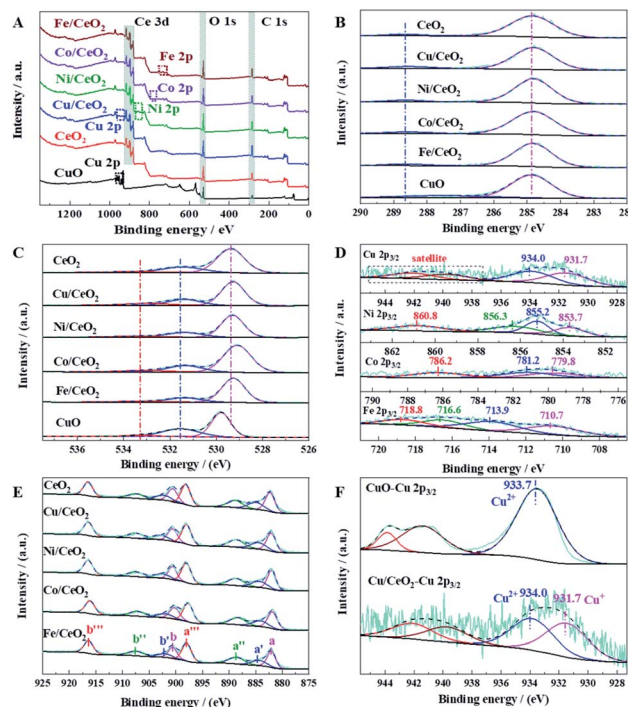 A
Ce 3d
O 1s
C 1s
Fe/CeO₂
Fe 2p
Co/CeO₂
Co 2p
Ni/CeO₂
Ni 2p
Cu/CeO₂
Cu 2p
CeO₂
Cu 2p
CuO
Intensity / a.u.
1200 900 600 300 0
Binding energy / (eV)
B
CeO₂
Cu/CeO₂
Ni/CeO₂
Co/CeO₂
Fe/CeO₂
CuO
Intensity / (a.u.)
290 289 288 287 286 285 284 283 28
Binding energy / (eV)
C
CeO₂
Cu/CeO₂
Ni/CeO₂
Co/CeO₂
Fe/CeO₂
CuO
Intensity / (a.u.)
536 534 532 530 528 526
Binding energy / (eV)
D
Cu 2p₃/₂
satellite
934.0
931.7
944 942 940 938 936 934 932 930 928
Ni 2p₃/₂
860.8
856.3
855.2
853.7
862 860 858 856 854 852
Co 2p₃/₂
786.2
781.2
779.8
790 788 786 784 782 780 778 776
Fe 2p₃/₂
718.8
716.6
713.9
710.7
720 718 716 714 712 710 708 706
Intensity / a.u.
Binding energy / (eV)
E
CeO₂
Cu/CeO₂
Ni/CeO₂
Co/CeO₂
Fe/CeO₂
b''' b'' b' b a''' a'' a' a
Intensity / (a.u.)
925 920 915 910 905 900 895 890 885 880 875
Binding energy / (eV)
F
CuO-Cu 2p₃/₂
933.7
Cu²⁺
Cu/CeO₂-Cu 2p₃/₂
Cu²⁺ 934.0
931.7 Cu⁺
Intensity / (a.u.)
944 942 940 938 936 934 932 930 928
Binding energy / (eV)